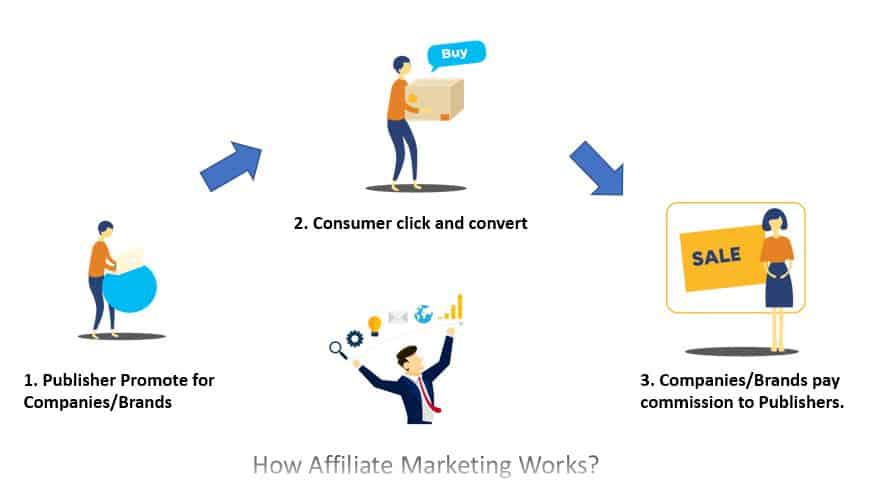 Buy
2. Consumer click and convert
SALE
1. Publisher Promote for
Companies/Brands
3. Companies/Brands pay
commission to Publishers.
How Affiliate Marketing Works?